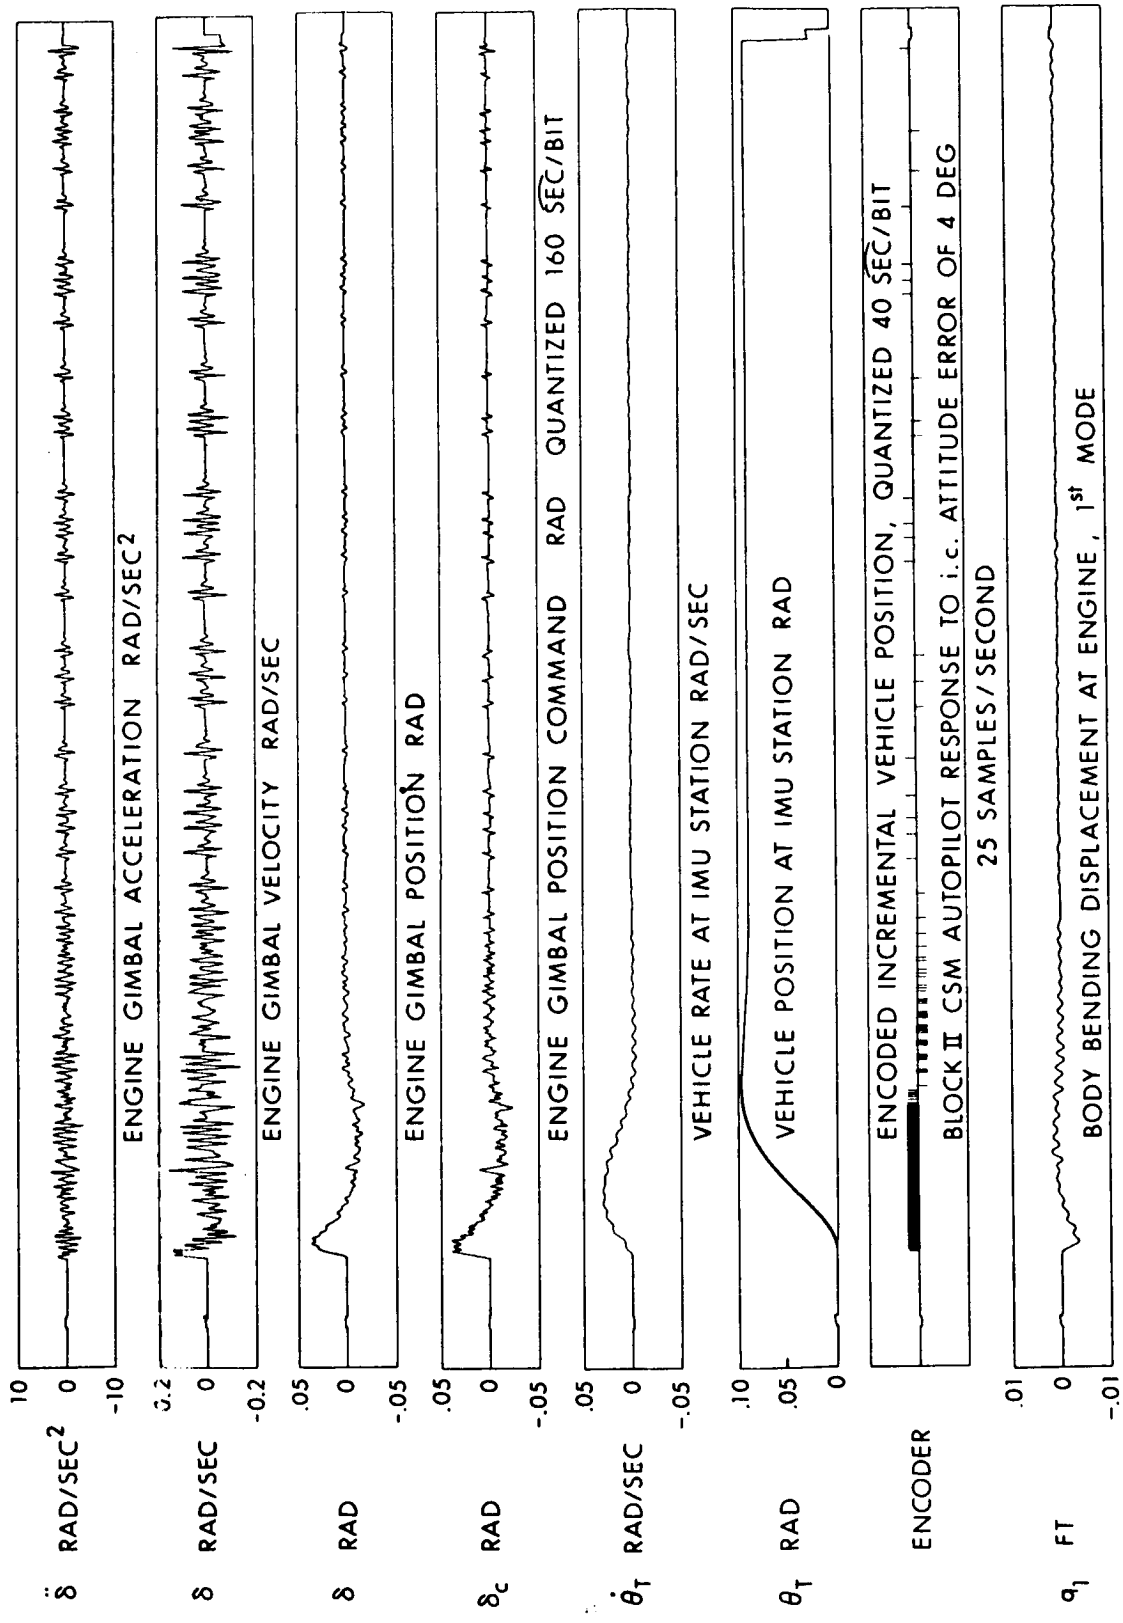 δ̈ RAD/SEC²
10
0
-10
ENGINE GIMBAL ACCELERATION RAD/SEC²
δ RAD/SEC
0.2
0
-0.2
ENGINE GIMBAL VELOCITY RAD/SEC
δ RAD
.05
0
-.05
ENGINE GIMBAL POSITION RAD
δc RAD
.05
0
-.05
ENGINE GIMBAL POSITION COMMAND RAD QUANTIZED 160 SEC/BIT
θ̇T RAD/SEC
.05
0
-.05
VEHICLE RATE AT IMU STATION RAD/SEC
θT RAD
.10
.05
0
VEHICLE POSITION AT IMU STATION RAD
ENCODER
ENCODED INCREMENTAL VEHICLE POSITION, QUANTIZED 40 SEC/BIT
BLOCK II CSM AUTOPILOT RESPONSE TO i.c. ATTITUDE ERROR OF 4 DEG
25 SAMPLES/SECOND
q1 FT
.01
0
-.01
BODY BENDING DISPLACEMENT AT ENGINE, 1st MODE